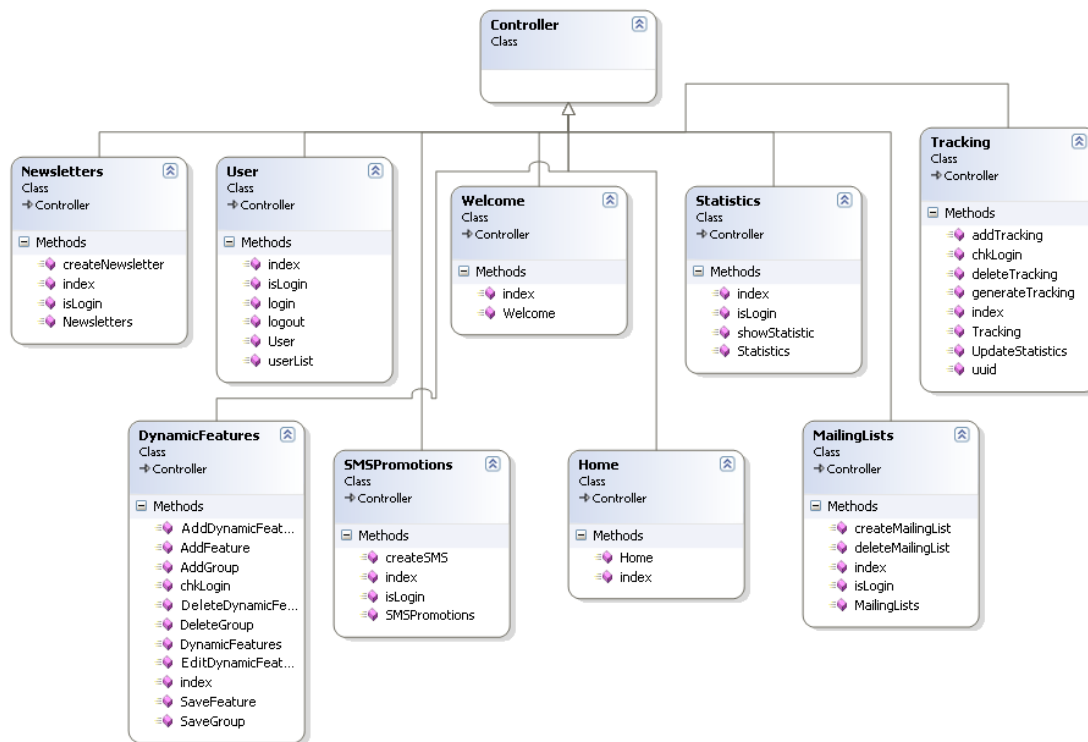 Controller
Class
Newsletters
Class
Controller
Methods
createNewsletter
index
isLogin
Newsletters
User
Class
Controller
Methods
index
isLogin
login
logout
User
userList
Welcome
Class
Controller
Methods
index
Welcome
Statistics
Class
Controller
Methods
index
isLogin
showStatistic
Statistics
Tracking
Class
Controller
Methods
addTracking
chkLogin
deleteTracking
generateTracking
index
Tracking
UpdateStatistics
uuid
DynamicFeatures
Class
Controller
Methods
AddDynamicFeat...
AddFeature
AddGroup
chkLogin
DeleteDynamicFe...
DeleteGroup
DynamicFeatures
EditDynamicFeat...
index
SaveFeature
SaveGroup
SMSPromotions
Class
Controller
Methods
createSMS
index
isLogin
SMSPromotions
Home
Class
Controller
Methods
Home
index
MailingLists
Class
Controller
Methods
createMailingList
deleteMailingList
index
isLogin
MailingLists